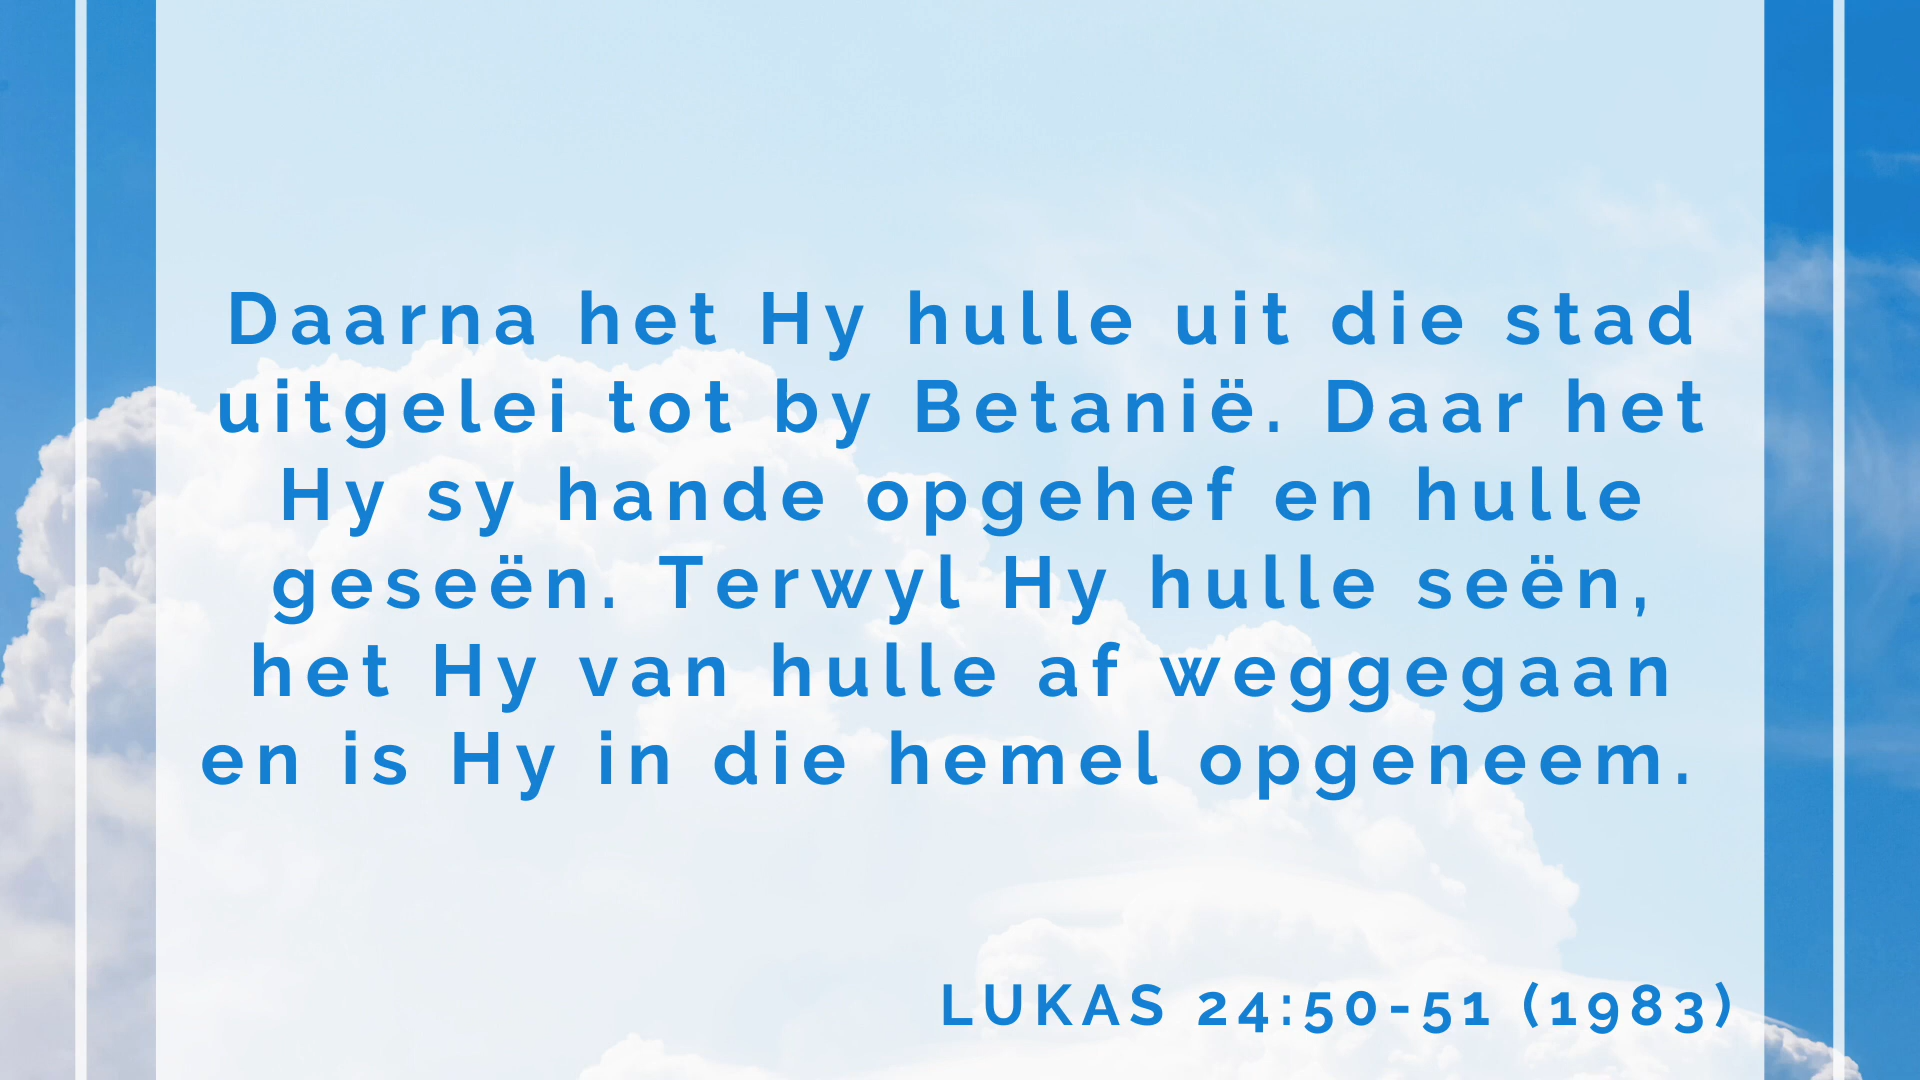 Daarna het Hy hulle uit die stad
uitgelei tot by Betanië. Daar het
Hy sy hande opgehef en hulle
geseën. Terwyl Hy hulle seën,
het Hy van hulle af weggegaan
en is Hy in die hemel opgeneem.
LUKAS 24:50-51 (1983)